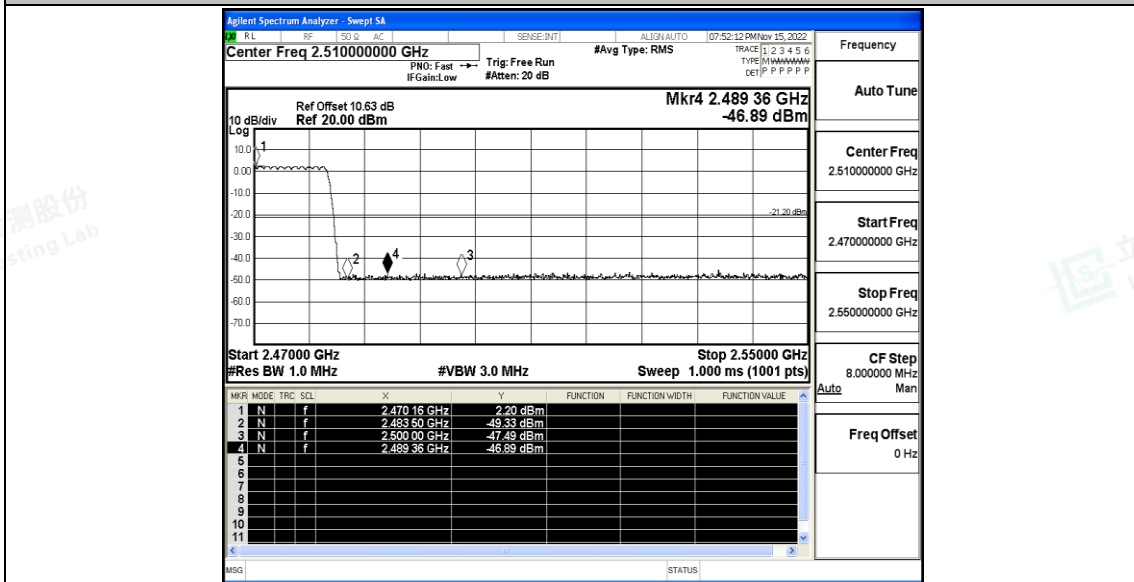 Agilent Spectrum Analyzer - Swept SA
RL RF 50 Ω AC SENSE:INT ALIGN AUTO 07:52:12 PM Nov 15, 2022
Center Freq 2.510000000 GHz
PNO: Fast
IFGain:Low
Trig: Free Run
#Atten: 20 dB
#Avg Type: RMS
TRACE 1 2 3 4 5 6
TYPE MWWWWW
DET P P P P P P
Ref Offset 10.63 dB
10 dB/div Ref 20.00 dBm
Log
Mkr4 2.489 36 GHz
-46.89 dBm
10.0
0.00
-10.0
-20.0
-30.0
-40.0
-50.0
-60.0
-70.0
1
2
4
3
-21.20 dBm
Start 2.47000 GHz Stop 2.55000 GHz
#Res BW 1.0 MHz #VBW 3.0 MHz Sweep 1.000 ms (1001 pts)
MKR MODE TRC SCL X Y FUNCTION FUNCTION WIDTH FUNCTION VALUE
1 N f 2.470 16 GHz 2.20 dBm
2 N f 2.483 50 GHz -49.33 dBm
3 N f 2.500 00 GHz -47.49 dBm
4 N f 2.489 36 GHz -46.89 dBm
5
6
7
8
9
10
11
MSG STATUS
Frequency
Auto Tune
Center Freq
2.510000000 GHz
Start Freq
2.470000000 GHz
Stop Freq
2.550000000 GHz
CF Step
8.000000 MHz
Auto Man
Freq Offset
0 Hz
测股份
sting Lab
立